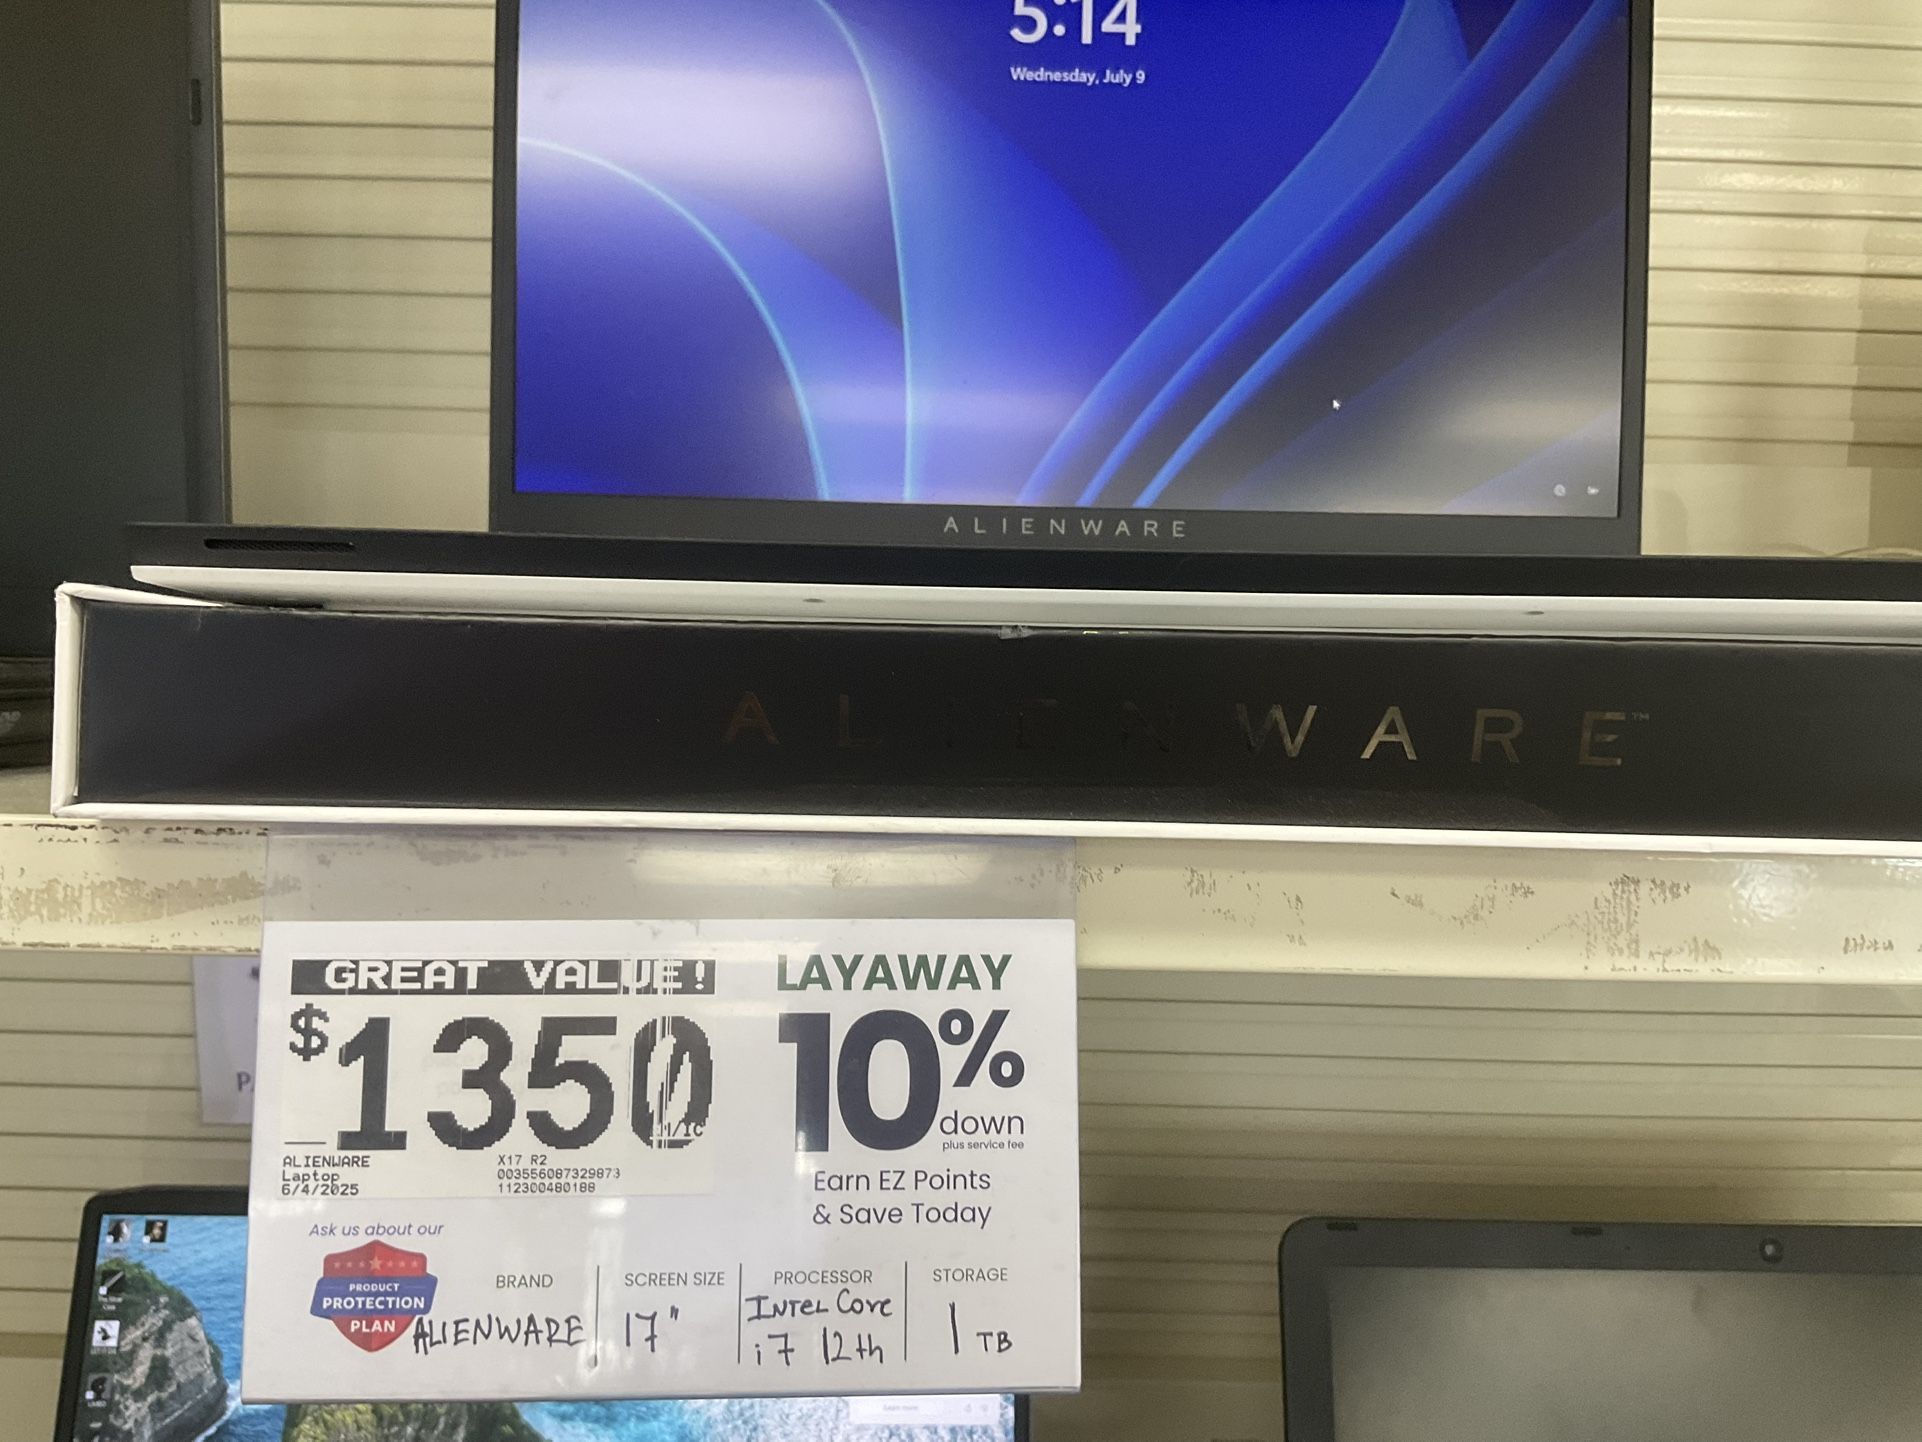 5:14
Wednesday, July 9
ALIENWARE
ALIENWARE™
GREAT VALUE!
$1350
ALIENWARE
Laptop
6/4/2025
X17 R2
003556087329873
112300480188
LAYAWAY
10%
down
plus service fee
Earn EZ Points
& Save Today
Ask us about our
PRODUCT
PROTECTION
PLAN
BRAND
ALIENWARE
SCREEN SIZE
17"
PROCESSOR
INTEL Core
i7 12th
STORAGE
1 TB